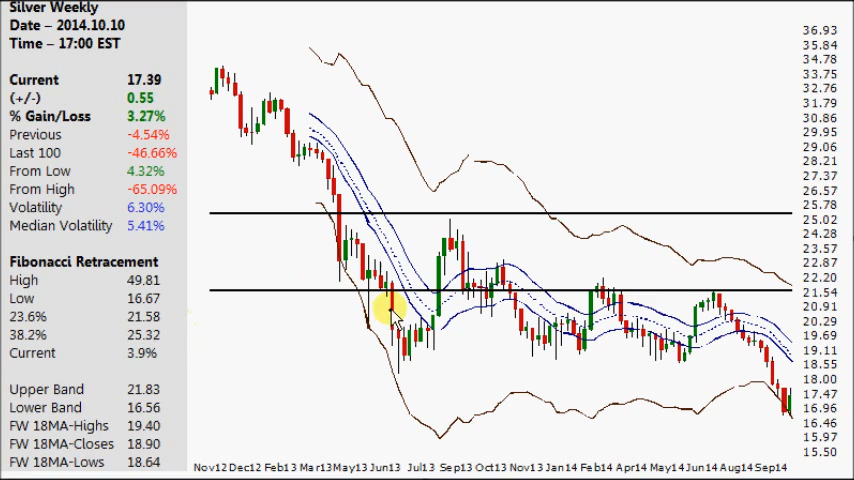 Silver Weekly
Date – 2014.10.10
Time – 17:00 EST
Current 17.39
(+/-) 0.55
% Gain/Loss 3.27%
Previous -4.54%
Last 100 -46.66%
From Low 4.32%
From High -65.09%
Volatility 6.30%
Median Volatility 5.41%
Fibonacci Retracement
High 49.81
Low 16.67
23.6% 21.58
38.2% 25.32
Current 3.9%
Upper Band 21.83
Lower Band 16.56
FW 18MA-Highs 19.40
FW 18MA-Closes 18.90
FW 18MA-Lows 18.64
36.93
35.84
34.78
33.75
32.76
31.79
30.86
29.95
29.06
28.21
27.37
26.57
25.78
25.02
24.28
23.57
22.87
22.20
21.54
20.91
20.29
19.69
19.11
18.55
18.00
17.47
16.96
16.46
15.97
15.50
Nov12 Dec12 Feb13 Mar13 May13 Jun13 Jul13 Sep13 Oct13 Nov13 Jan14 Feb14 Apr14 May14 Jun14 Aug14 Sep14